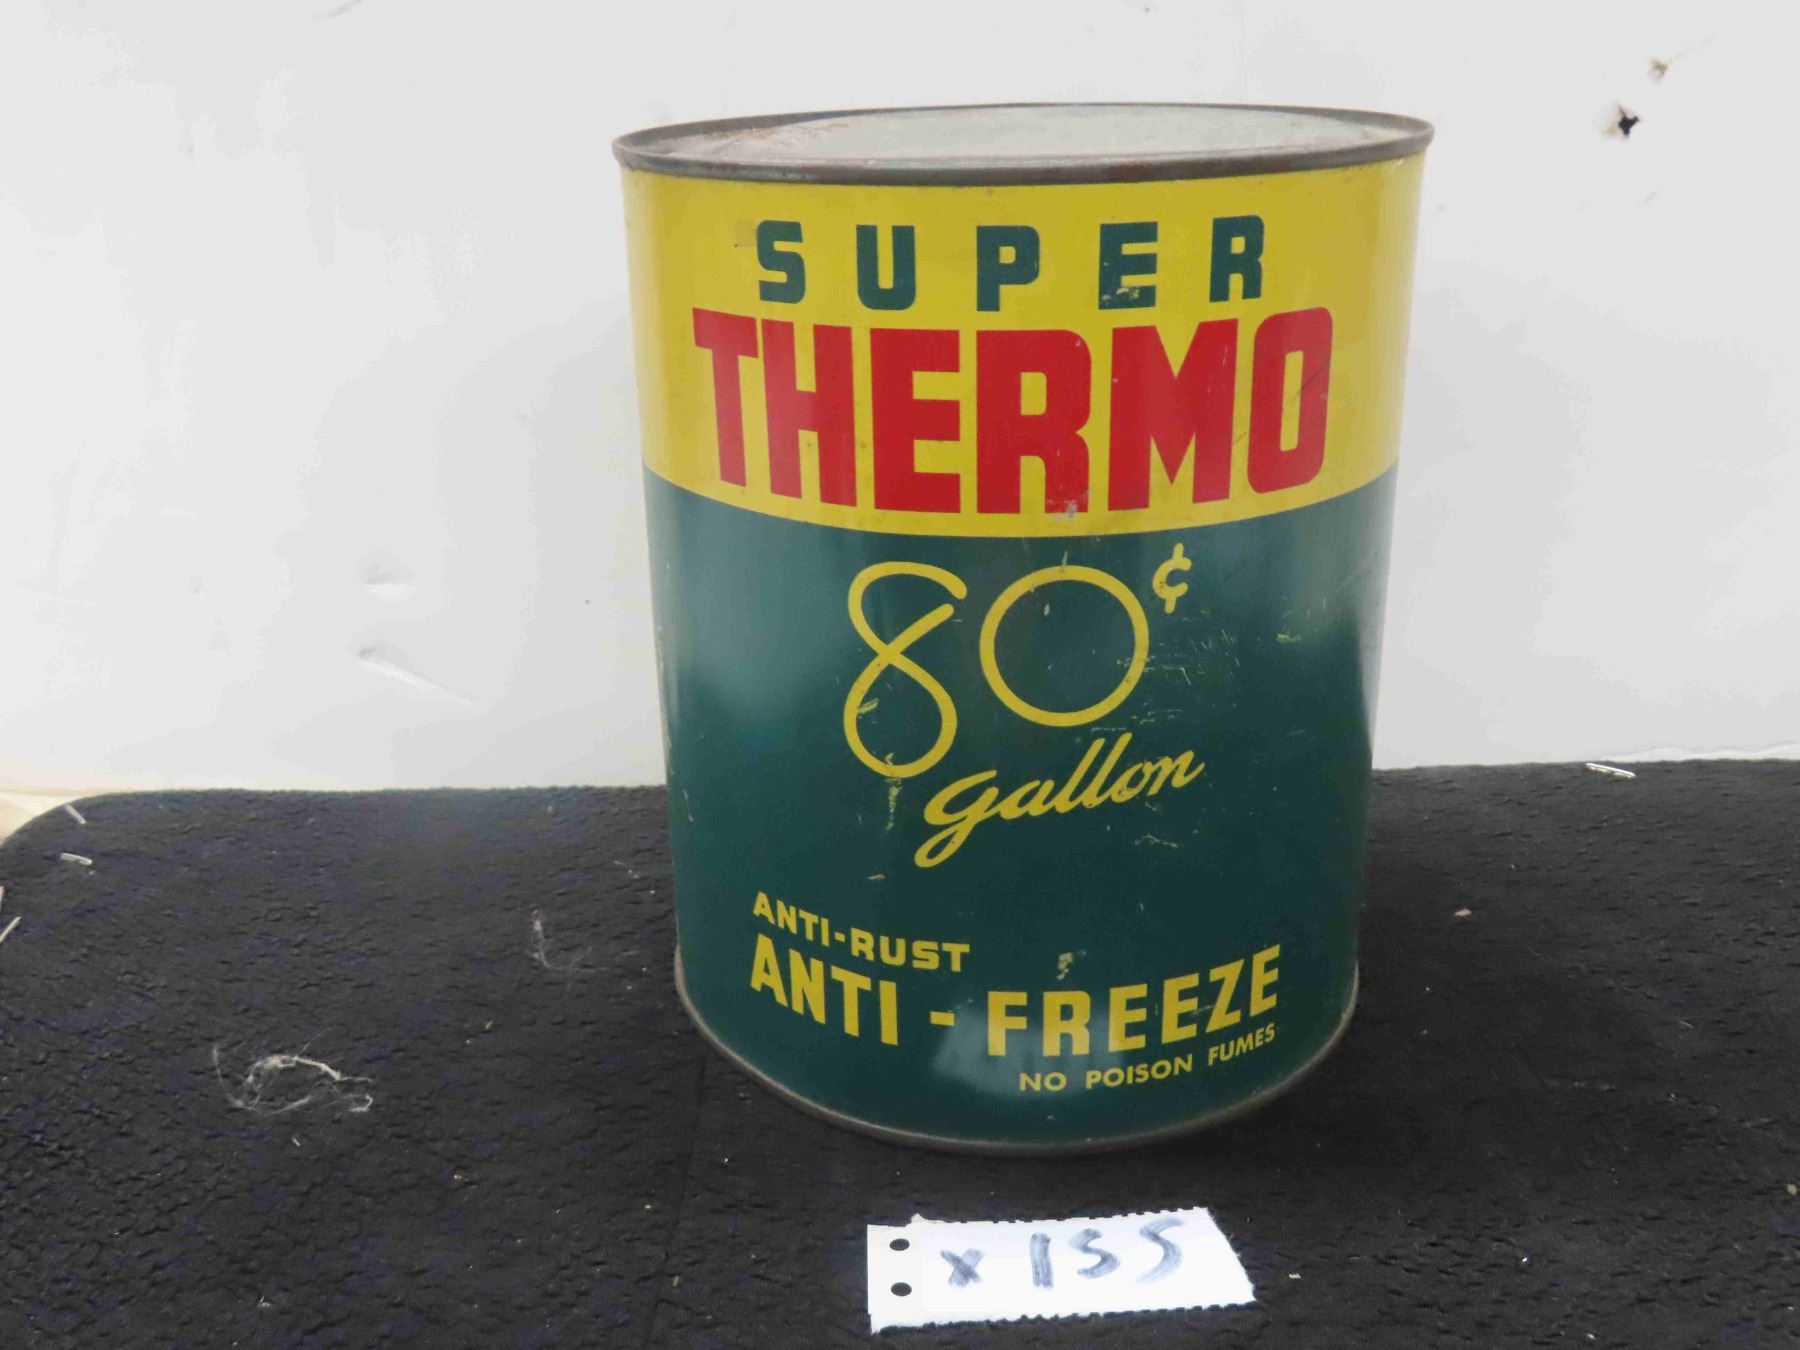 SUPER
THERMO
80¢
gallon
ANTI-RUST
ANTI-FREEZE
NO POISON FUMES
x 155